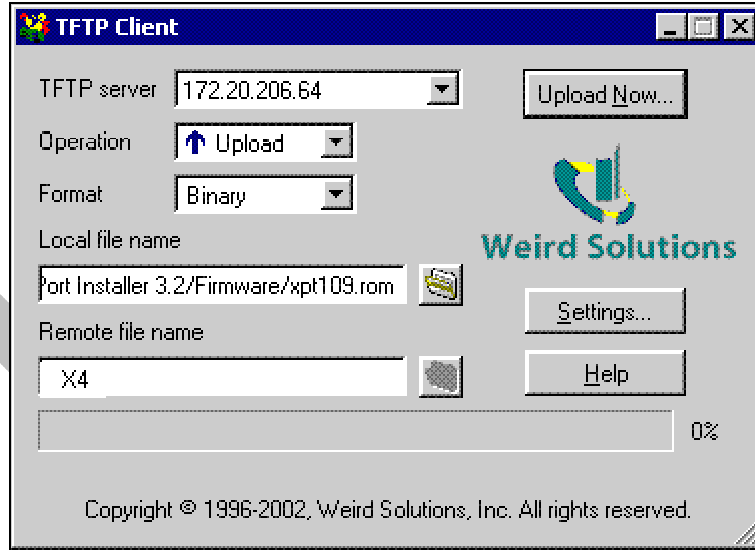 TFTP Client
TFTP server 172.20.206.64 Upload Now...
Operation Upload
Format Binary
Weird Solutions
Local file name
Port Installer 3.2/Firmware/xpt109.rom
Settings...
Remote file name
X4
Help
0%
Copyright © 1996-2002, Weird Solutions, Inc. All rights reserved.